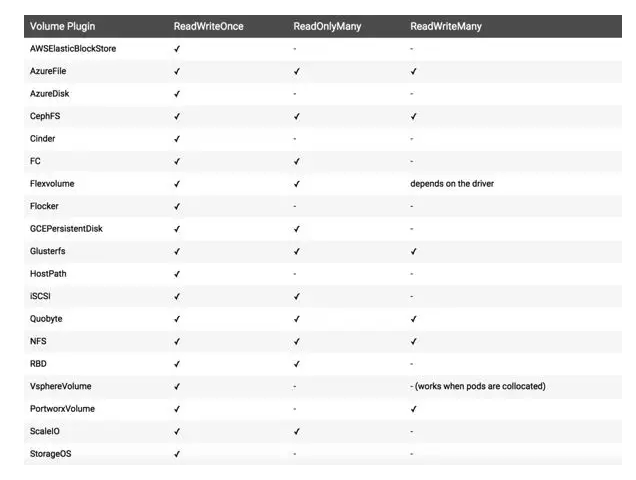 Volume Plugin ReadWriteOnce ReadOnlyMany ReadWriteMany
AWSElasticBlockStore ✓ - -
AzureFile ✓ ✓ ✓
AzureDisk ✓ - -
CephFS ✓ ✓ ✓
Cinder ✓ - -
FC ✓ ✓ -
Flexvolume ✓ ✓ depends on the driver
Flocker ✓ - -
GCEPersistentDisk ✓ ✓ -
Glusterfs ✓ ✓ ✓
HostPath ✓ - -
iSCSI ✓ ✓ -
Quobyte ✓ ✓ ✓
NFS ✓ ✓ ✓
RBD ✓ ✓ -
VsphereVolume ✓ - - (works when pods are collocated)
PortworxVolume ✓ - ✓
ScaleIO ✓ ✓ -
StorageOS ✓ - -